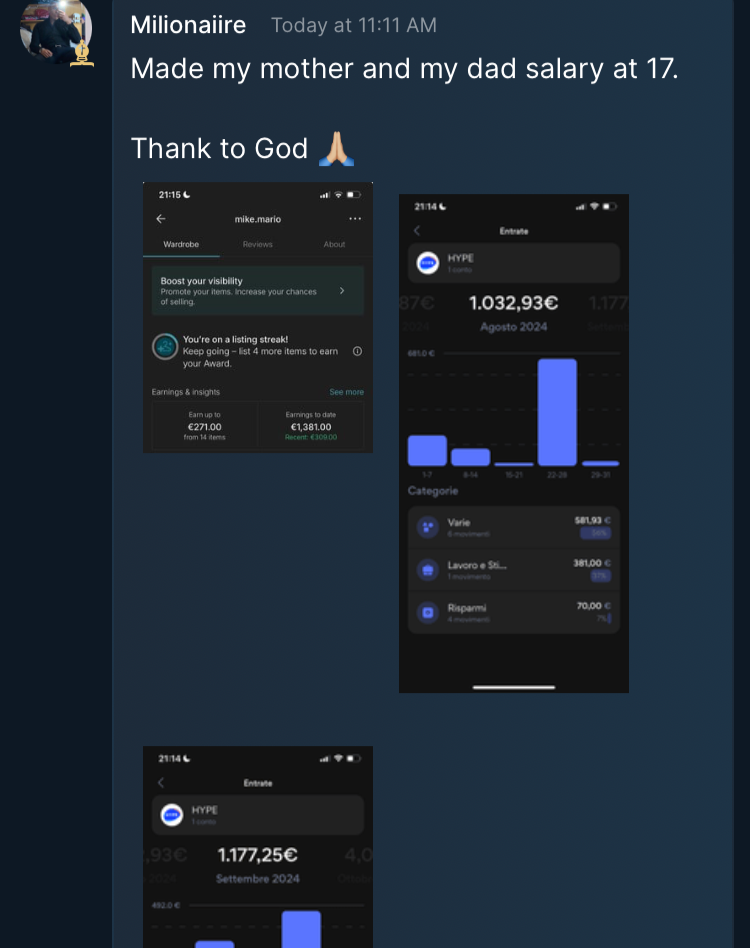 Milionaiire Today at 11:11 AM
Made my mother and my dad salary at 17.
Thank to God 🙏🏼
21:15
mike.mario
Wardrobe Reviews About
Boost your visibility
Promote your items. Increase your chances
of selling.
You're on a listing streak!
Keep going – list 4 more items to earn
your Award.
Earnings & insights See more
Earn up to
€271.00
from 14 items
Earnings to date
€1,381.00
Recent: €309.00
21:14
Entrate
HYPE
1 conto
87€ 1.032,93€ 1.177
2024 Agosto 2024
681.0 €
1-7 8-14 15-21 22-28 29-31
Categorie
Varie 581,93 €
6 movimenti 56%
Lavoro e Sti... 381,00 €
1 movimento 37%
Risparmi 70,00 €
4 movimenti 7%
21:14
Entrate
HYPE
1 conto
,93€ 1.177,25€ 4,0
2024 Settembre 2024
492.0 €